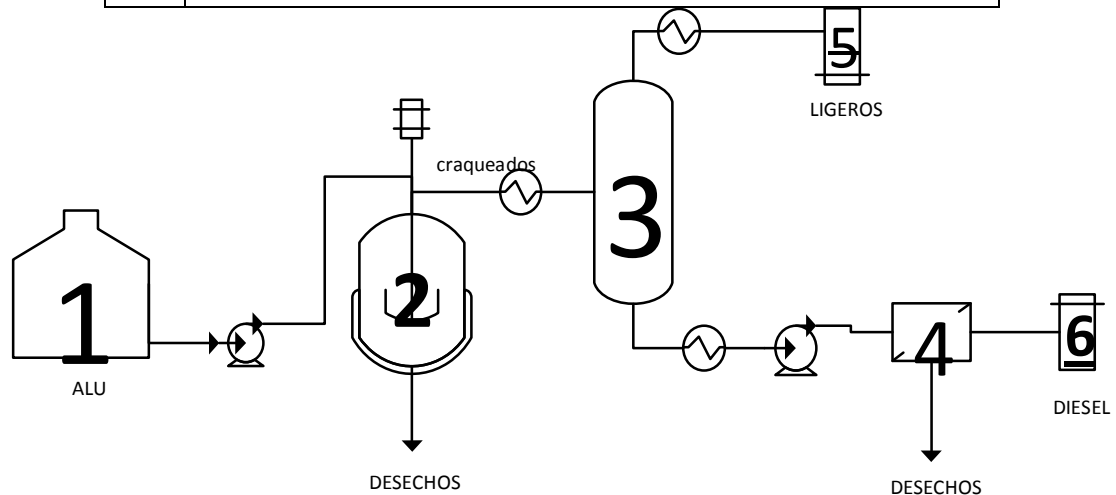 5
LIGEROS
craqueados
3
1
2
4
6
ALU
DIESEL
DESECHOS
DESECHOS